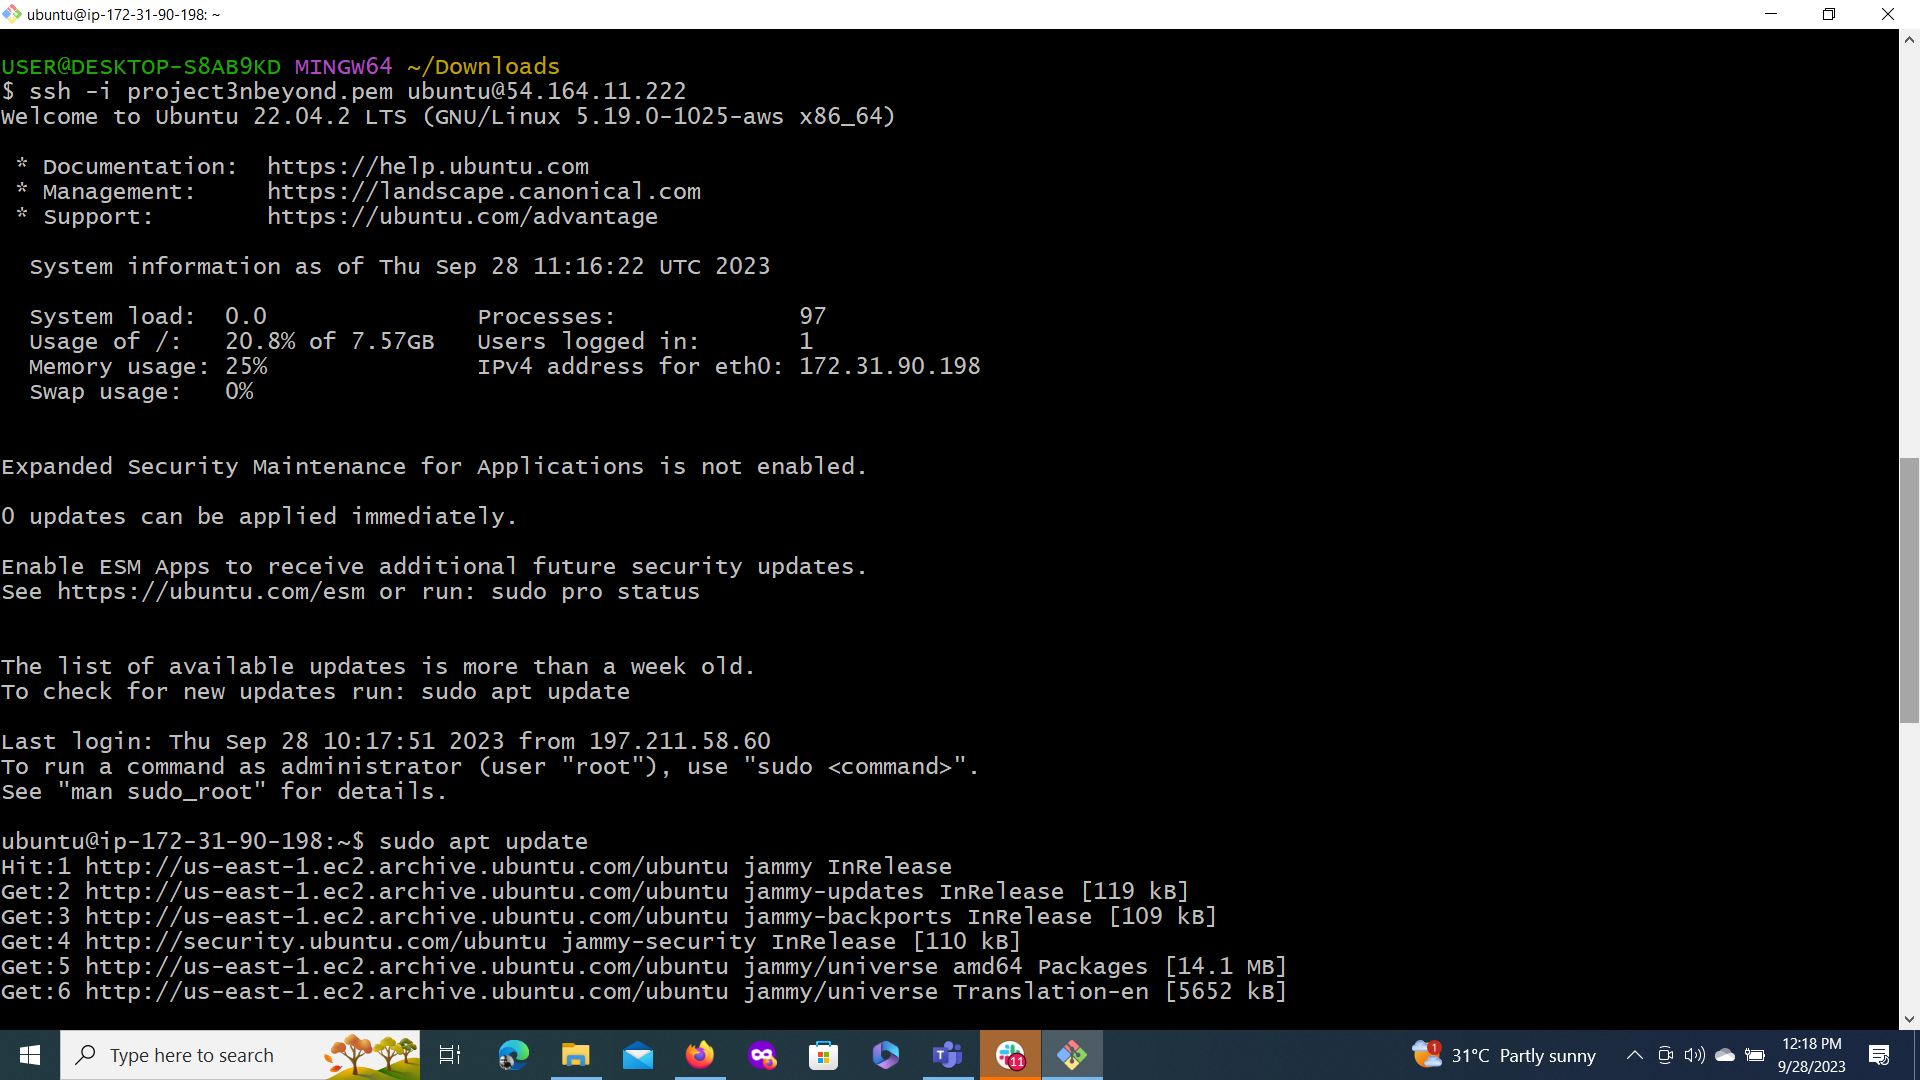 ubuntu@ip-172-31-90-198: ~
USER@DESKTOP-S8AB9KD MINGW64 ~/Downloads
$ ssh -i project3nbeyond.pem ubuntu@54.164.11.222
Welcome to Ubuntu 22.04.2 LTS (GNU/Linux 5.19.0-1025-aws x86_64)
* Documentation:  https://help.ubuntu.com
* Management:     https://landscape.canonical.com
* Support:        https://ubuntu.com/advantage
System information as of Thu Sep 28 11:16:22 UTC 2023
System load:  0.0               Processes:             97
Usage of /:   20.8% of 7.57GB   Users logged in:       1
Memory usage: 25%               IPv4 address for eth0: 172.31.90.198
Swap usage:   0%
Expanded Security Maintenance for Applications is not enabled.
0 updates can be applied immediately.
Enable ESM Apps to receive additional future security updates.
See https://ubuntu.com/esm or run: sudo pro status
The list of available updates is more than a week old.
To check for new updates run: sudo apt update
Last login: Thu Sep 28 10:17:51 2023 from 197.211.58.60
To run a command as administrator (user "root"), use "sudo <command>".
See "man sudo_root" for details.
ubuntu@ip-172-31-90-198:~$ sudo apt update
Hit:1 http://us-east-1.ec2.archive.ubuntu.com/ubuntu jammy InRelease
Get:2 http://us-east-1.ec2.archive.ubuntu.com/ubuntu jammy-updates InRelease [119 kB]
Get:3 http://us-east-1.ec2.archive.ubuntu.com/ubuntu jammy-backports InRelease [109 kB]
Get:4 http://security.ubuntu.com/ubuntu jammy-security InRelease [110 kB]
Get:5 http://us-east-1.ec2.archive.ubuntu.com/ubuntu jammy/universe amd64 Packages [14.1 MB]
Get:6 http://us-east-1.ec2.archive.ubuntu.com/ubuntu jammy/universe Translation-en [5652 kB]
Type here to search
11
1
31°C Partly sunny
12:18 PM
9/28/2023